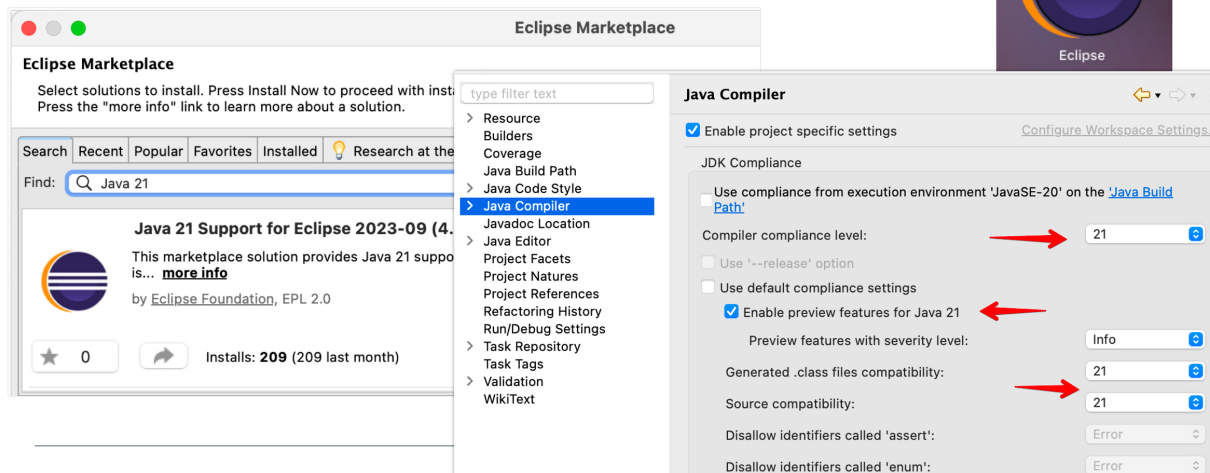 Eclipse Marketplace
Eclipse
Eclipse Marketplace
Select solutions to install. Press Install Now to proceed with
Press the "more info" link to learn more about a solution.
Search Recent Popular Favorites Installed Research at the
Find: Java 21
Java 21 Support for Eclipse 2023-09 (4.
This marketplace solution provides Java 21
is... more info
by Eclipse Foundation, EPL 2.0
0 Installs: 209 (209 last month)
type filter text
Resource
Builders
Coverage
Java Build Path
Java Code Style
Java Compiler
Javadoc Location
Java Editor
Project Facets
Project Natures
Project References
Refactoring History
Run/Debug Settings
Task Repository
Task Tags
Validation
WikiText
Java Compiler
Enable project specific settings Configure Workspace Settings.
JDK Compliance
Use compliance from execution environment 'JavaSE-20' on the 'Java Build
Path'
Compiler compliance level: 21
Use '--release' option
Use default compliance settings
Enable preview features for Java 21
Preview features with severity level: Info
Generated .class files compatibility: 21
Source compatibility: 21
Disallow identifiers called 'assert': Error
Disallow identifiers called 'enum': Error